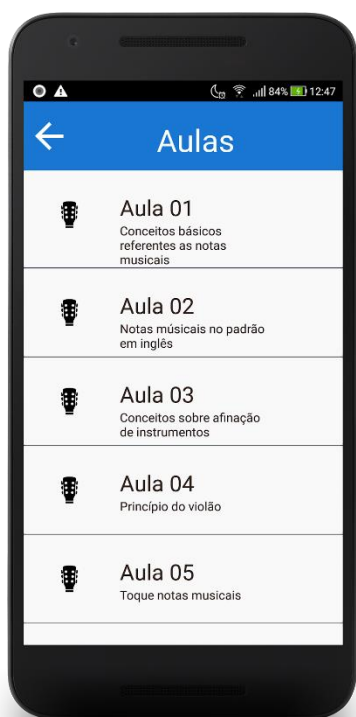 84% 12:47
Aulas
Aula 01
Conceitos básicos
referentes as notas
musicais
Aula 02
Notas músicais no padrão
em inglês
Aula 03
Conceitos sobre afinação
de instrumentos
Aula 04
Princípio do violão
Aula 05
Toque notas musicais